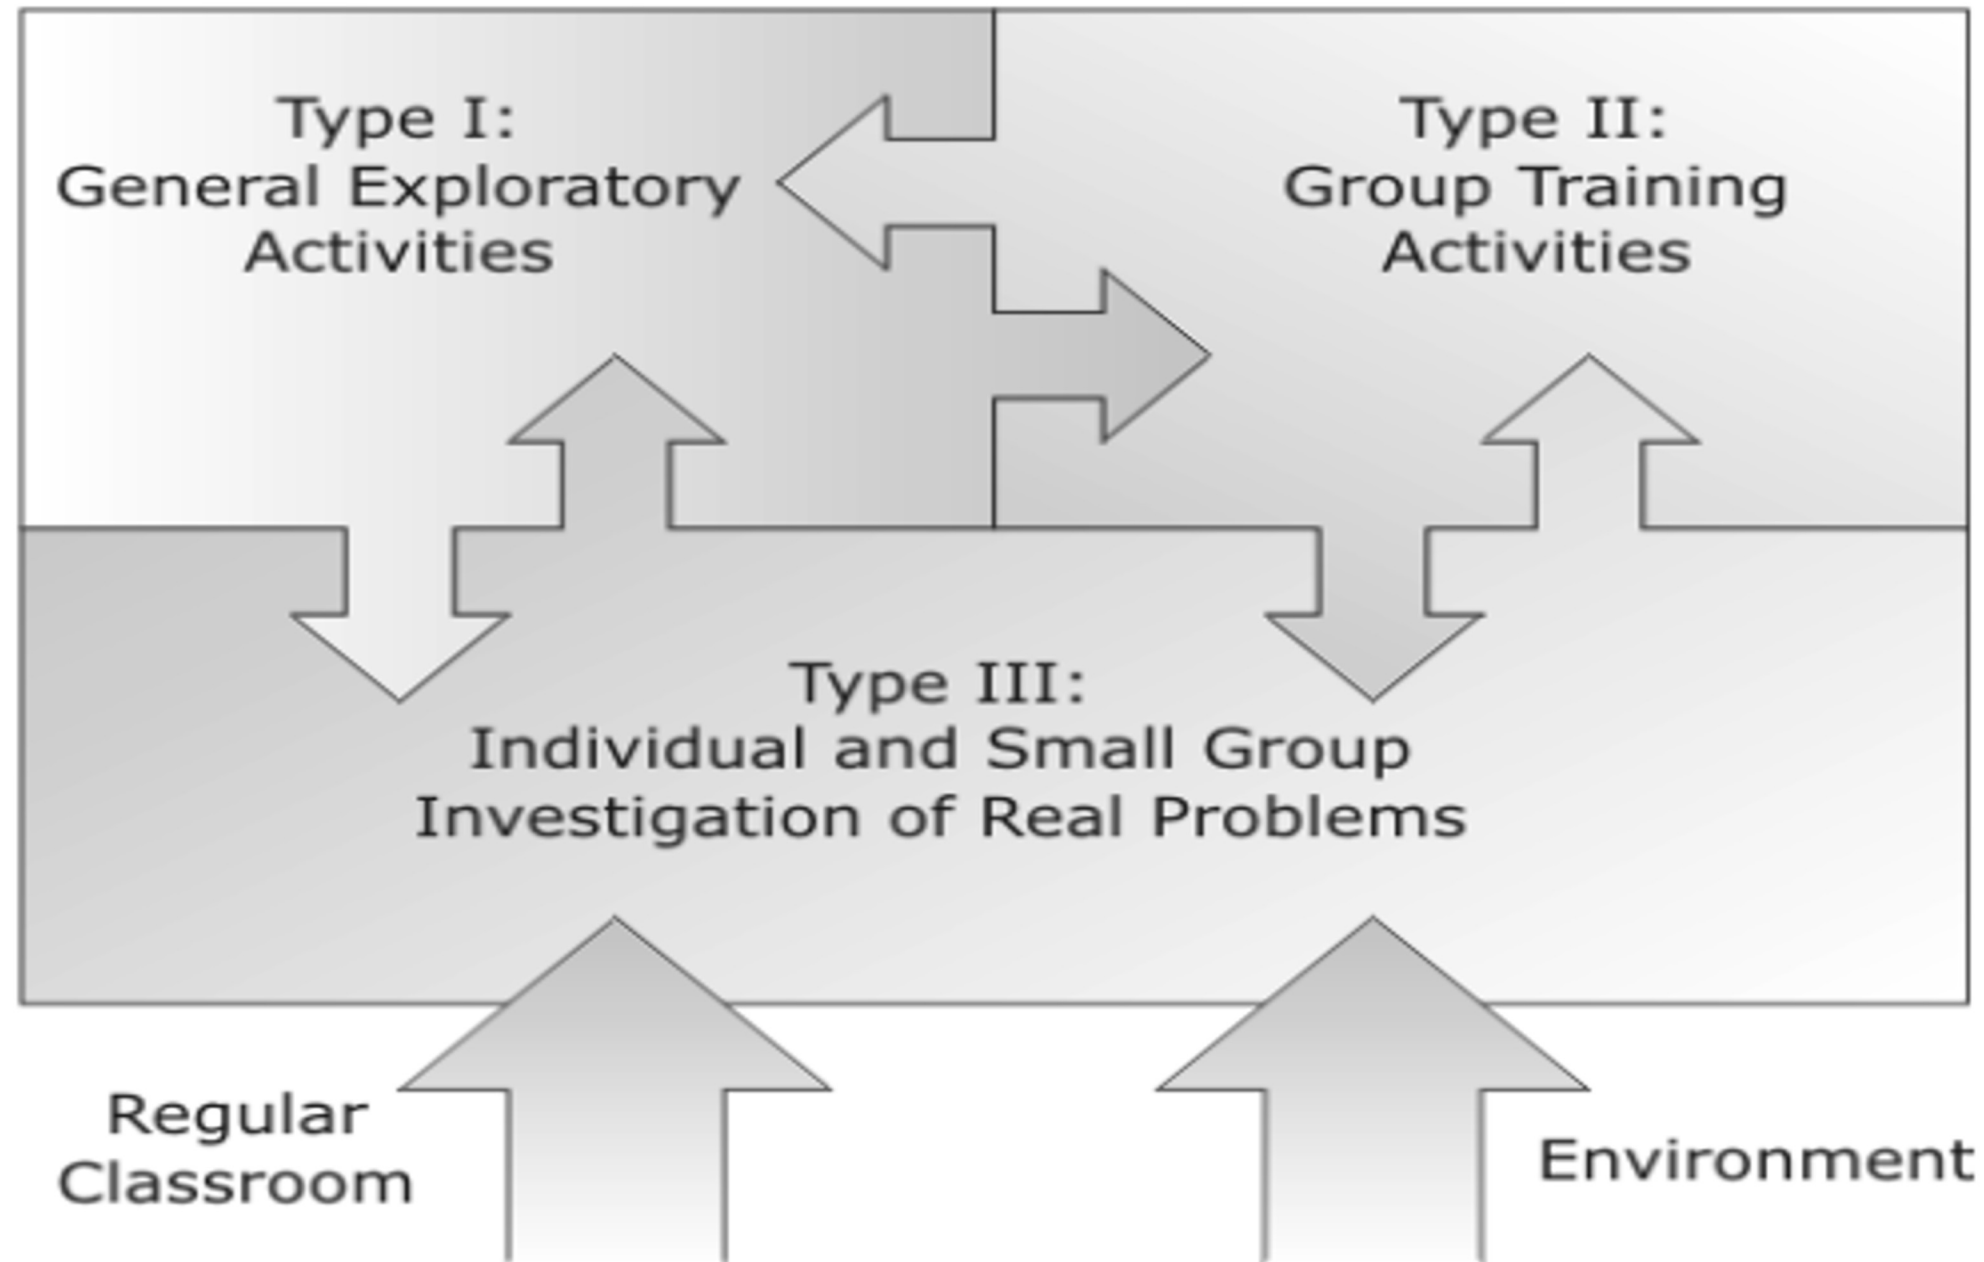 Type I:
General Exploratory
Activities
Type II:
Group Training
Activities
Type III:
Individual and Small Group
Investigation of Real Problems
Regular
Classroom
Environment